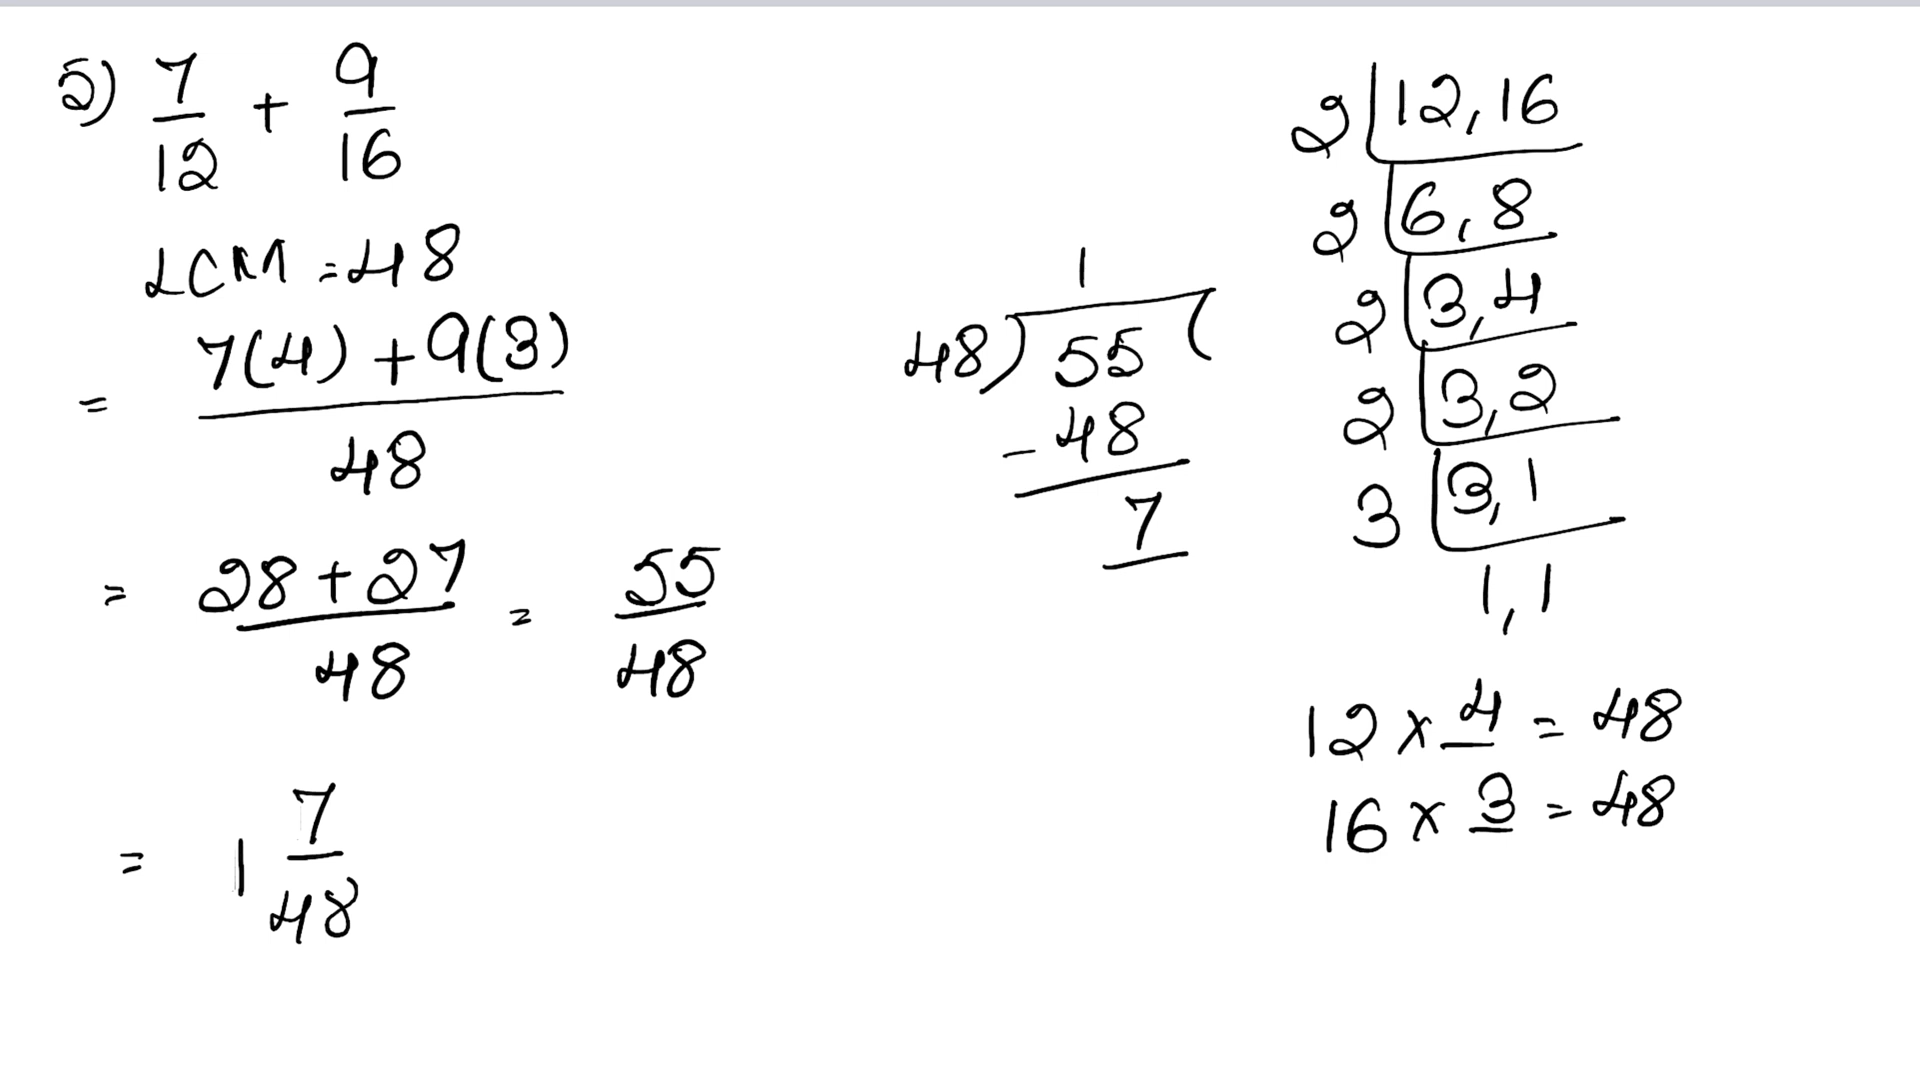 5) 7/12 + 9/16
LCM = 48
= 7(4) + 9(3) / 48
= 28 + 27 / 48 = 55/48
= 1 7/48
1
48 ) 55 (
- 48
7
2 | 12, 16
2 | 6, 8
2 | 3, 4
2 | 3, 2
3 | 3, 1
1, 1
12 × 4 = 48
16 × 3 = 48